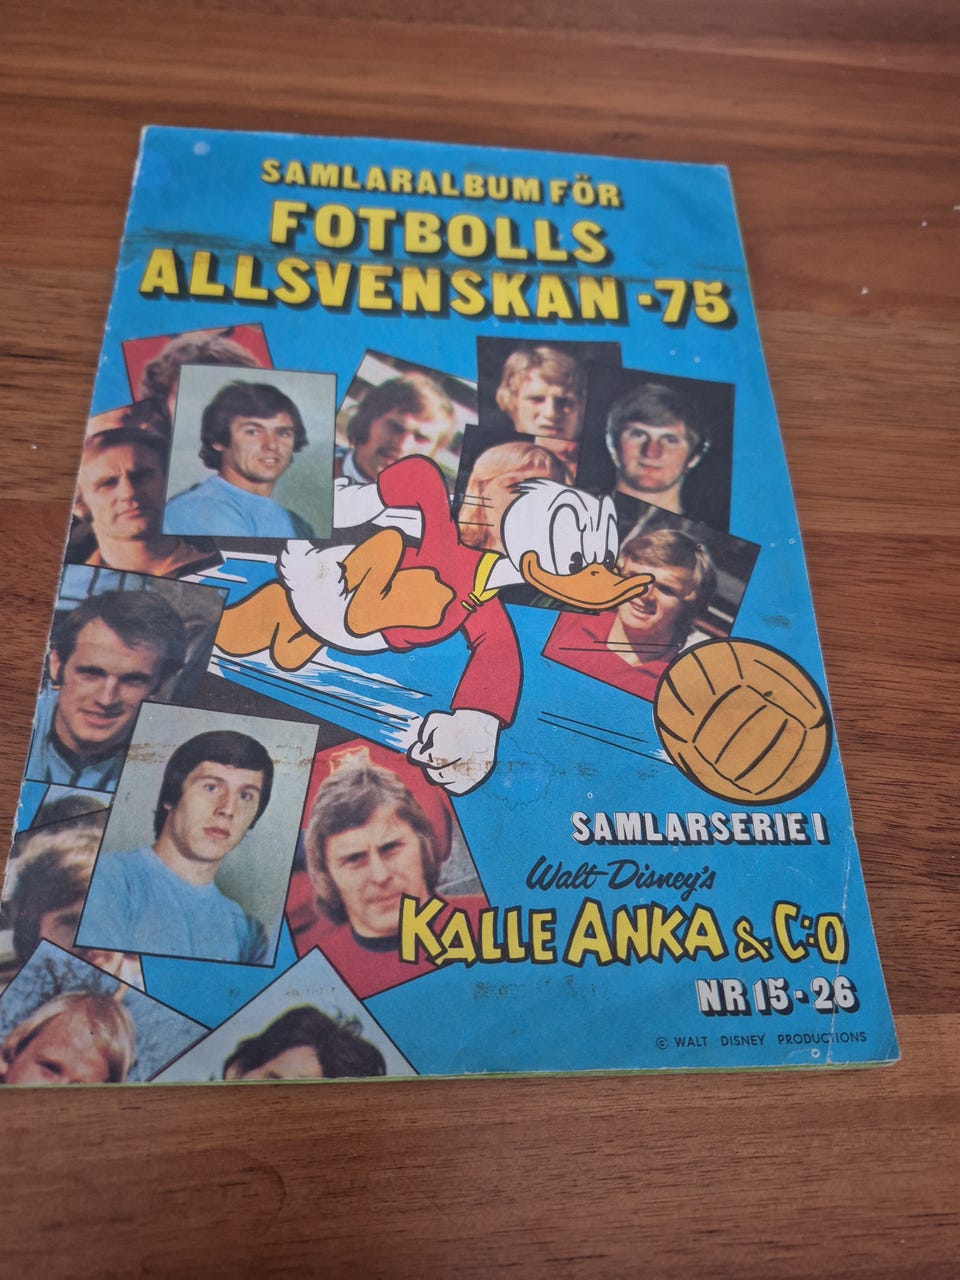 SAMLARALBUM FÖR
FOTBOLLS
ALLSVENSKAN -75
SAMLARSERIE I
Walt Disney's
KALLE ANKA & C:O
NR 15-26
© WALT DISNEY PRODUCTIONS